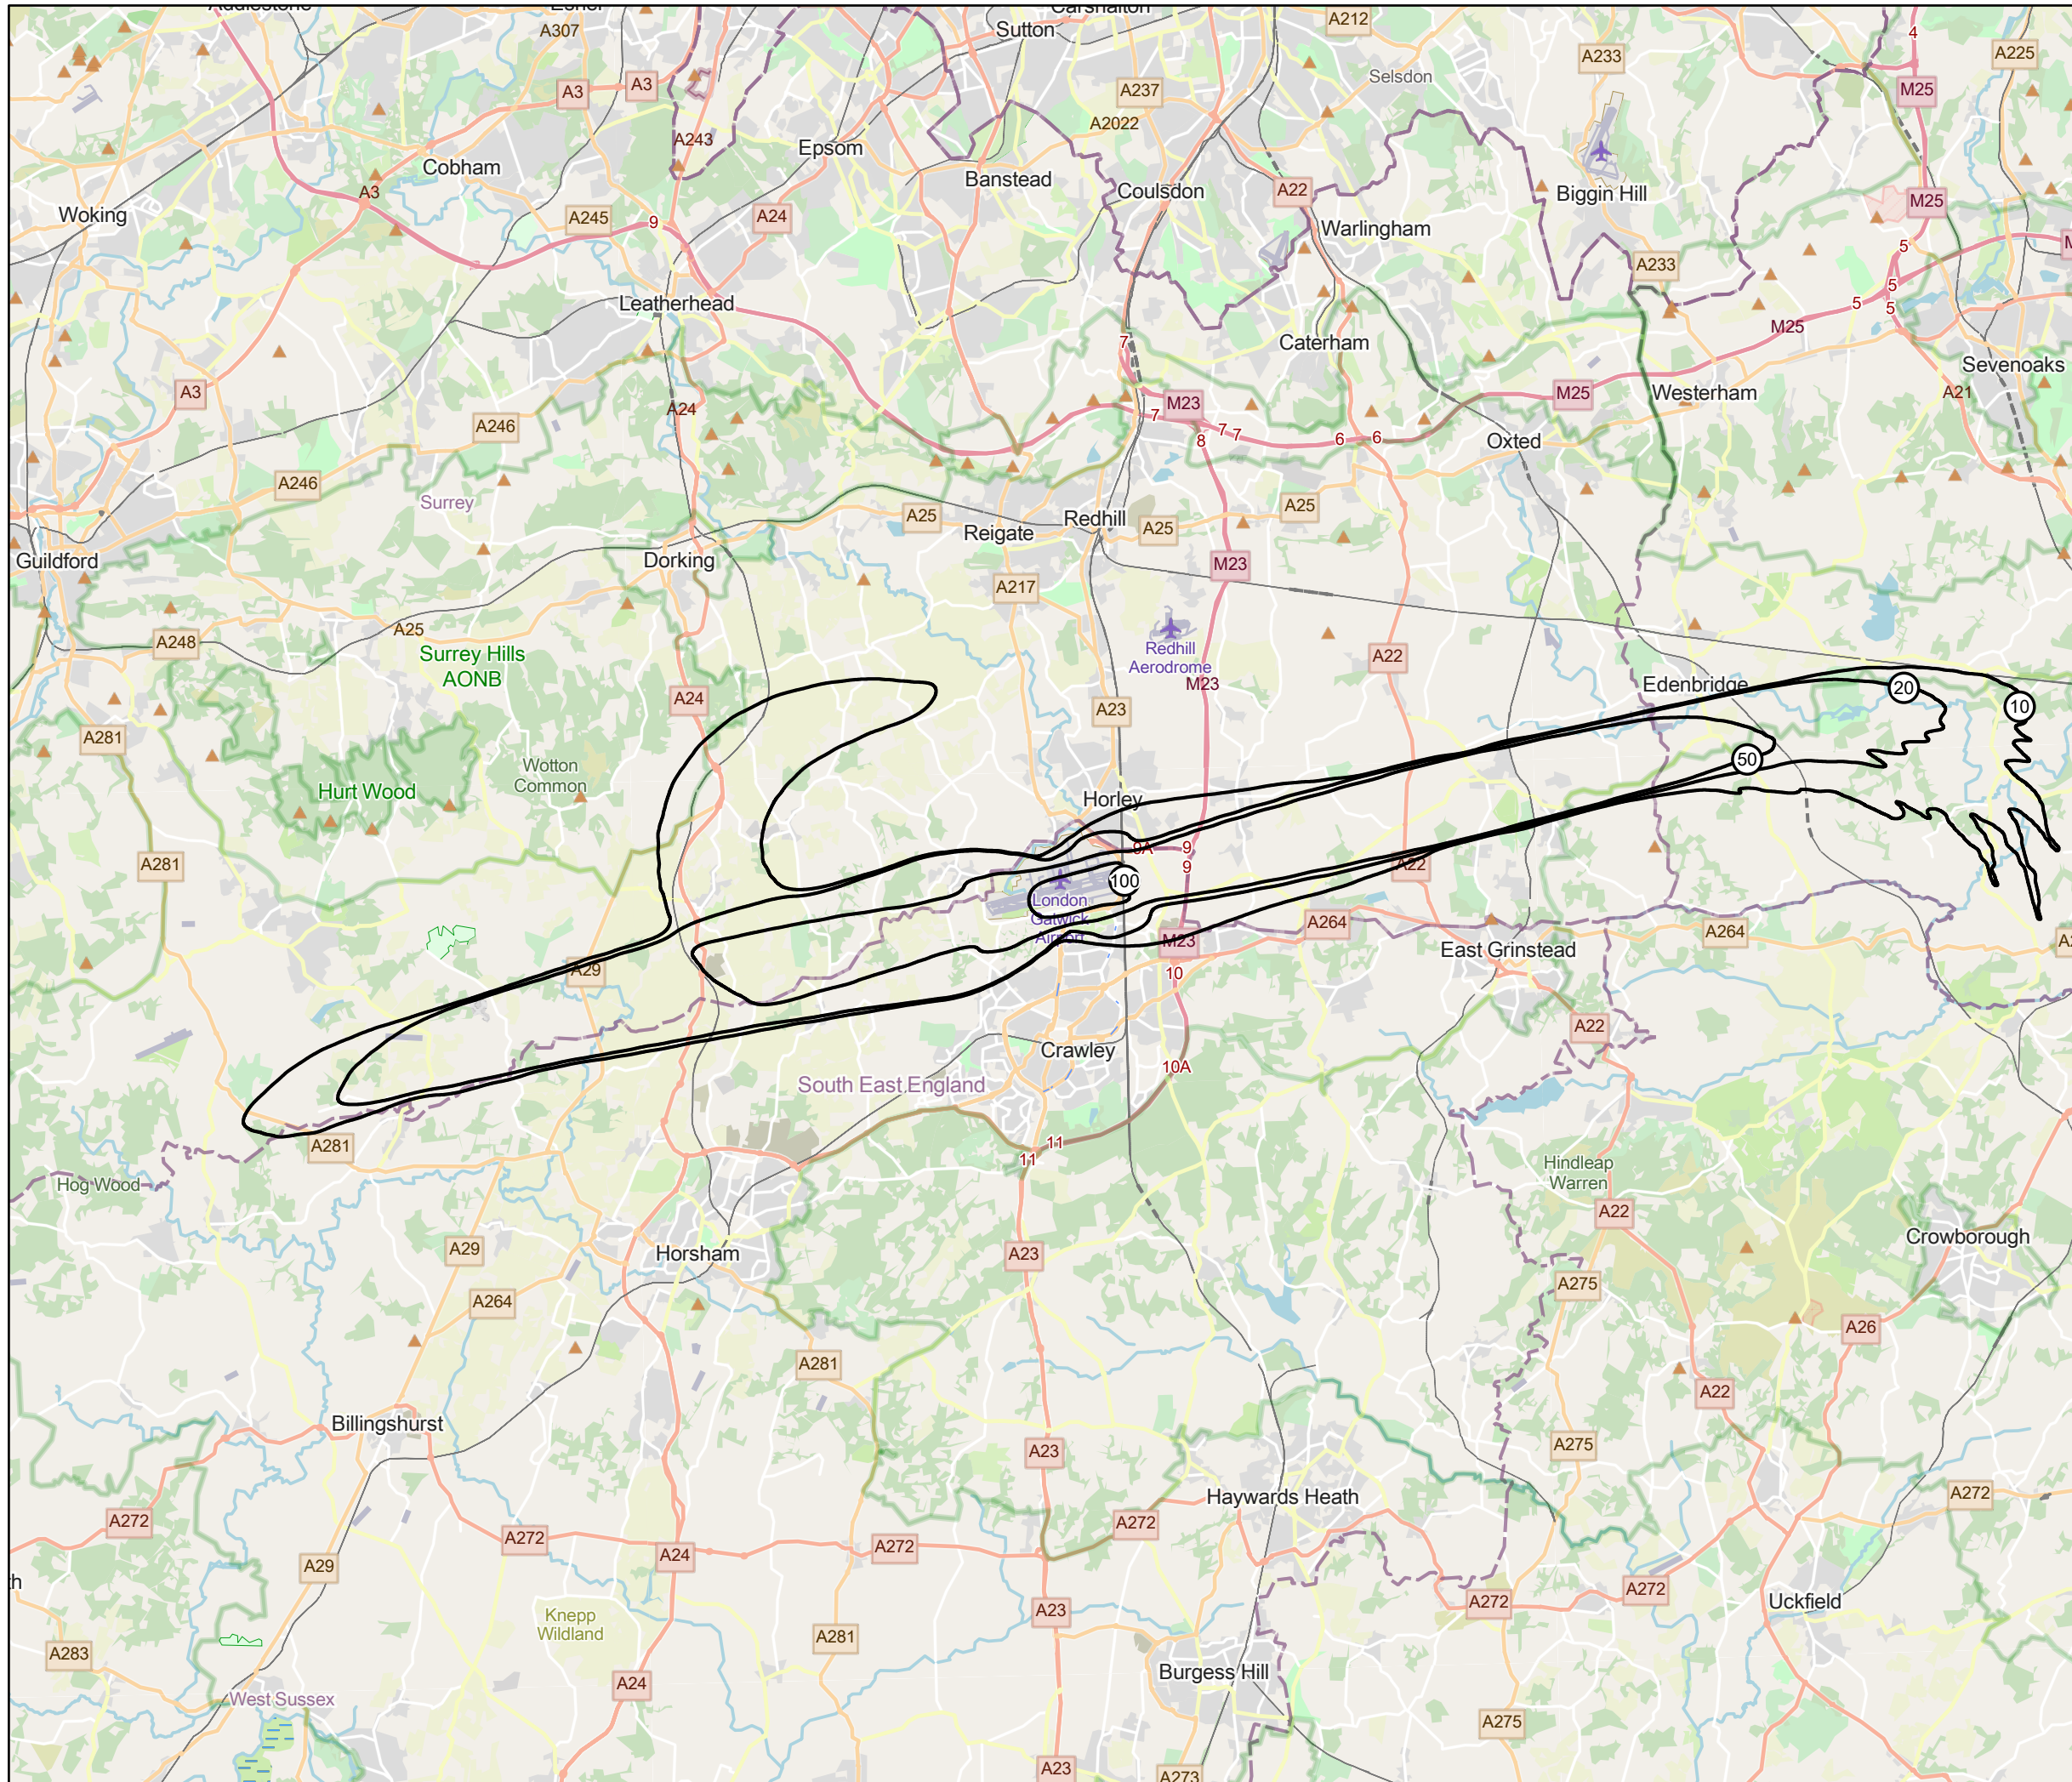 Addlestone
Esher
Carshalton
A307
Sutton
A212
4
A233
A225
A3
A3
A237
Selsdon
M25
A2022
A243
Epsom
Cobham
Banstead
Coulsdon
A22
Biggin Hill
A3
M25
Woking
A245
9
A24
Warlingham
5
A233
5
5
5
Leatherhead
M25
7
Caterham
Sevenoaks
A3
M25
Westerham
A21
A24
M23
7
A246
7
7
8
6
6
Oxted
A246
Surrey
A25
A25
Redhill
A25
Reigate
Guildford
Dorking
M23
A217
A25
A248
Surrey Hills
AONB
Redhill
Aerodrome
A22
M23
Edenbridge
20
A24
A23
10
A281
50
Wotton
Common
Hurt Wood
Horley
9A
9
9
A281
A22
100
London
Gatwick
Airport
A264
A264
M23
East Grinstead
A29
10
A22
Crawley
10A
South East England
A281
11
11
Hog Wood
Hindleap
Warren
A22
Crowborough
A29
Horsham
A23
A275
A264
A26
A281
A22
Billingshurst
A23
A275
Haywards Heath
A272
A272
A272
A272
A272
A24
A29
A272
A272
Uckfield
A23
Knepp
Wildland
A281
A283
Burgess Hill
A24
West Sussex
A275
A23
A273